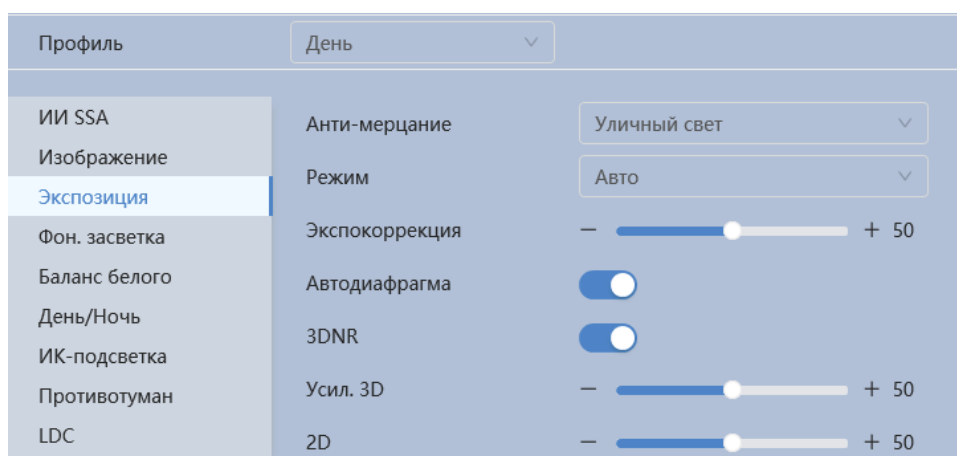 Профиль
День
ИИ SSA
Изображение
Экспозиция
Фон. засветка
Баланс белого
День/Ночь
ИК-подсветка
Противотуман
LDC
Анти-мерцание
Уличный свет
Режим
Авто
Экспокоррекция
− + 50
Автодиафрагма
3DNR
Усил. 3D
− + 50
2D
− + 50